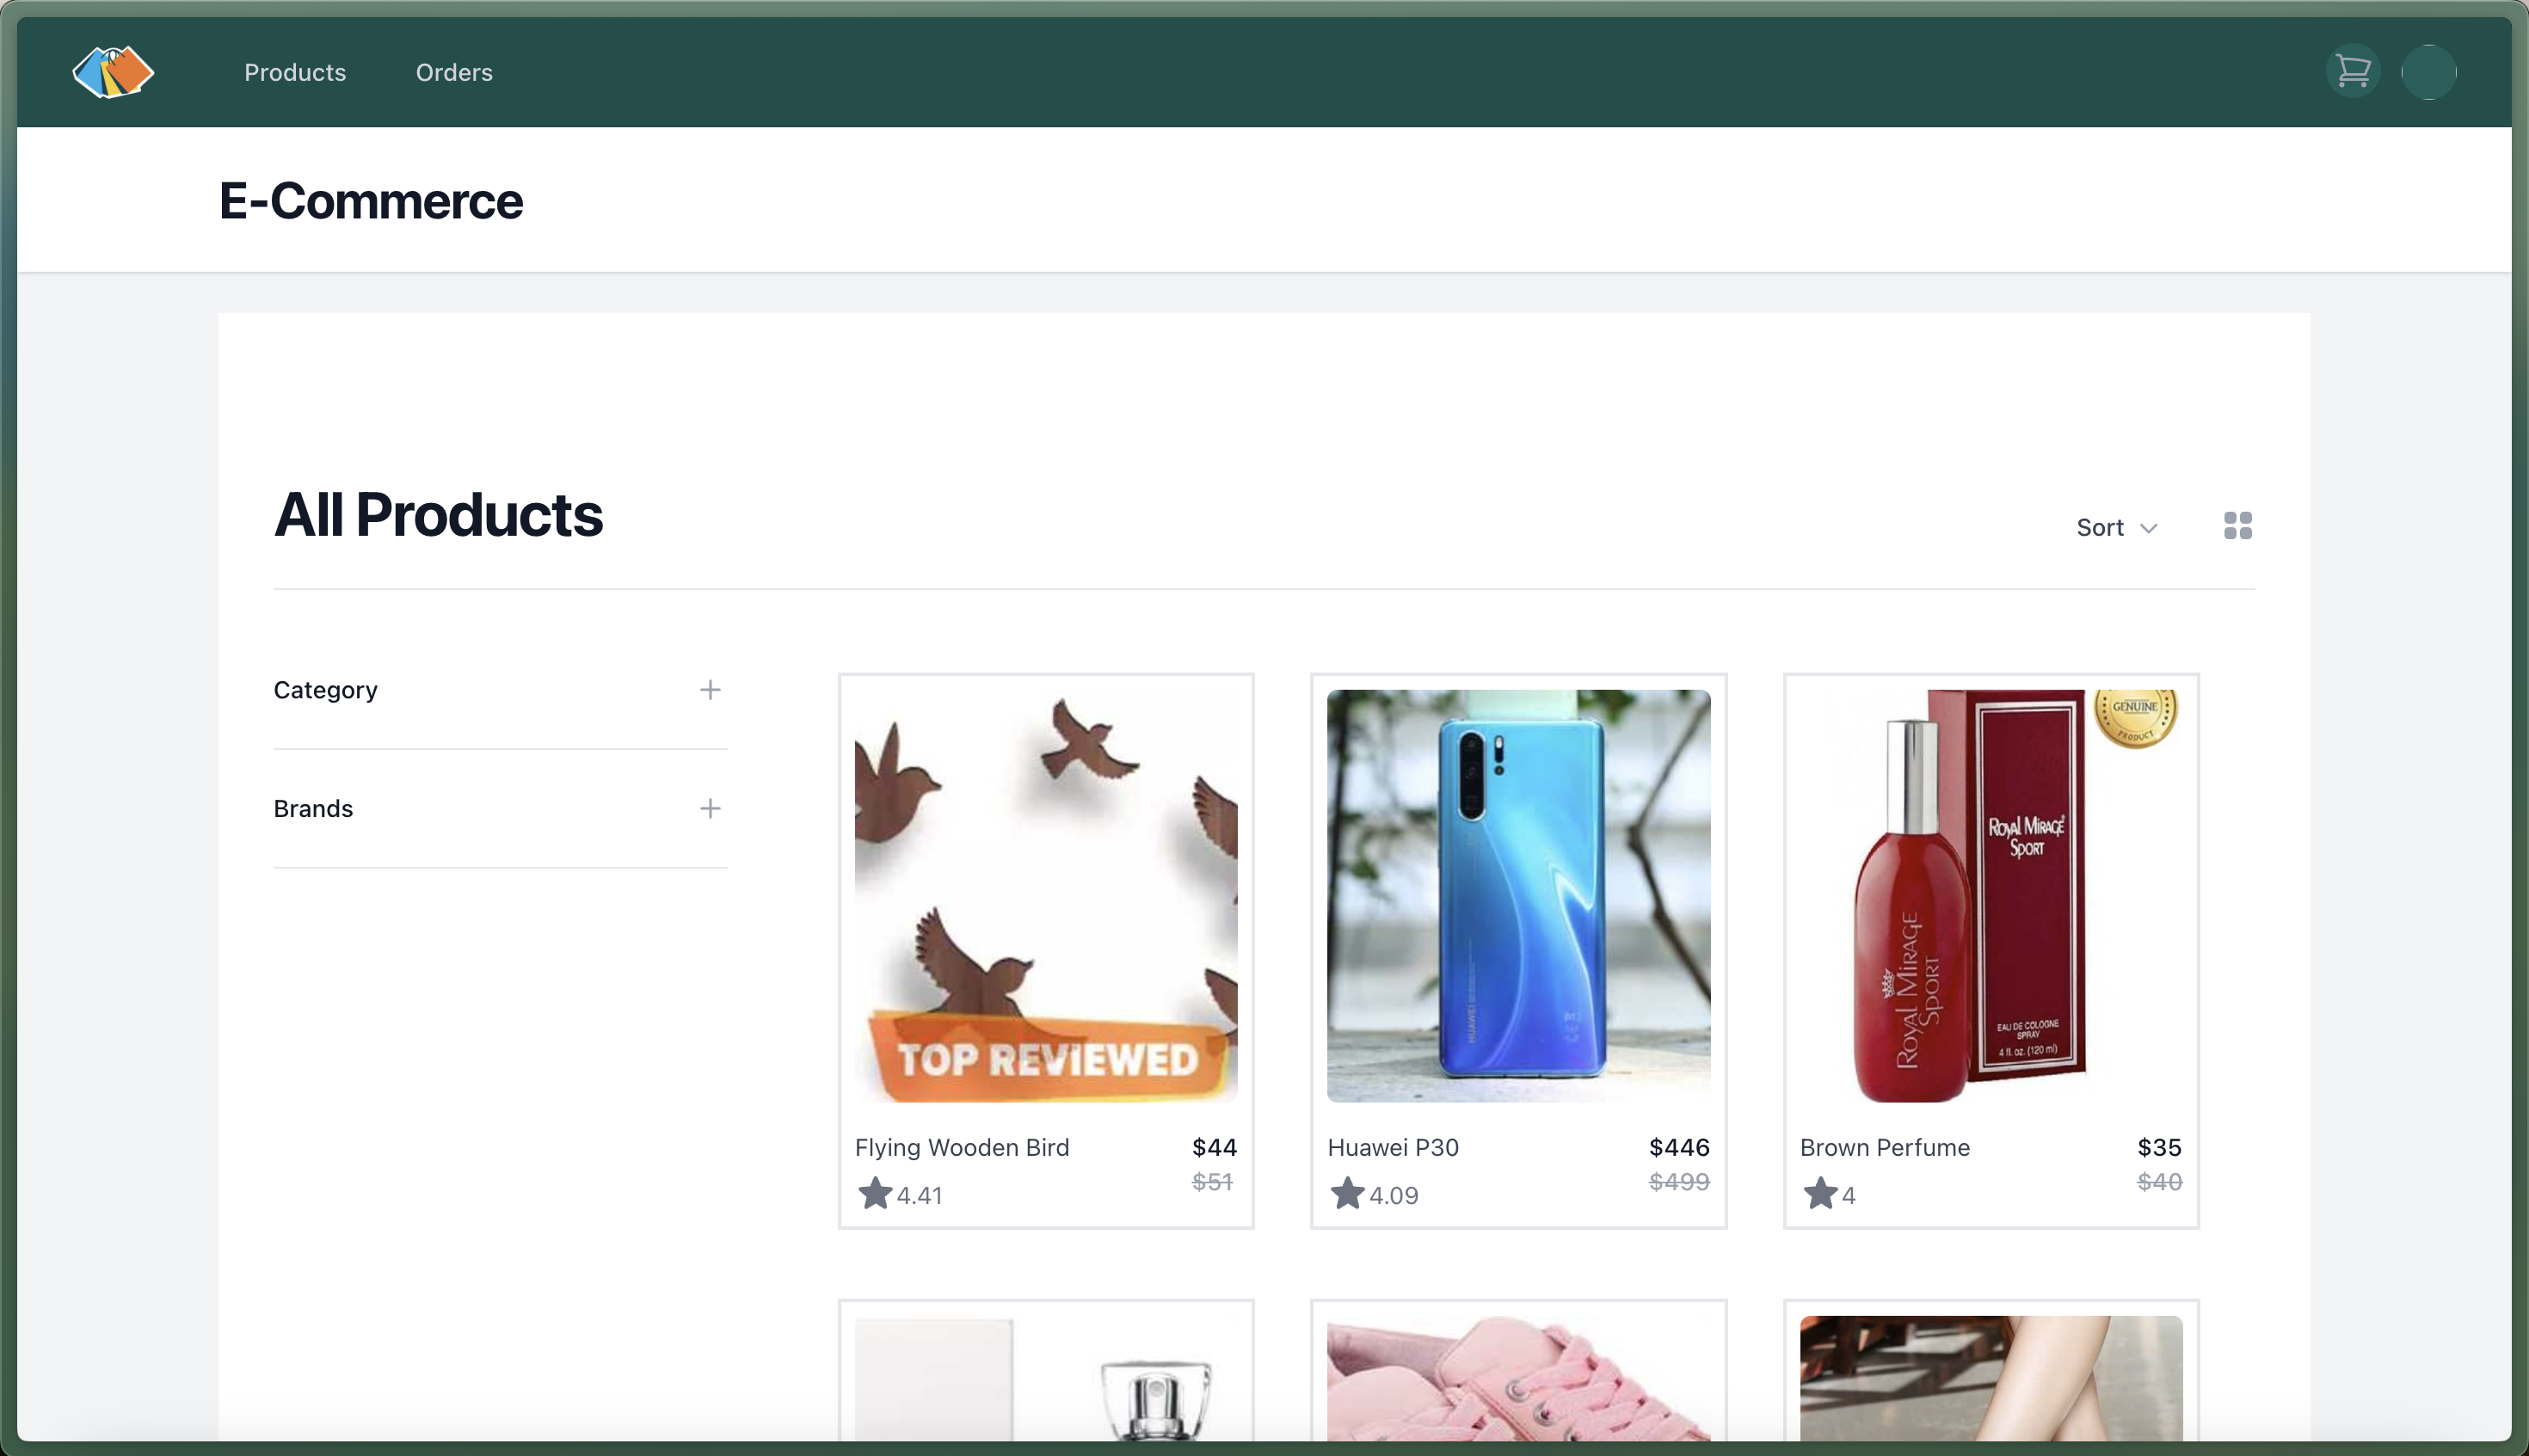 Products
Orders
E-Commerce
All Products
Sort
Category
Brands
TOP REVIEWED
HUAWEI
GENUINE
PRODUCT
ROYAL MIRAGE
SPORT
ROYAL MIRAGE
SPORT
EAU DE COLOGNE
SPRAY
4 fl. oz. (120 ml)
Flying Wooden Bird
$44
$51
4.41
Huawei P30
$446
$499
4.09
Brown Perfume
$35
$40
4